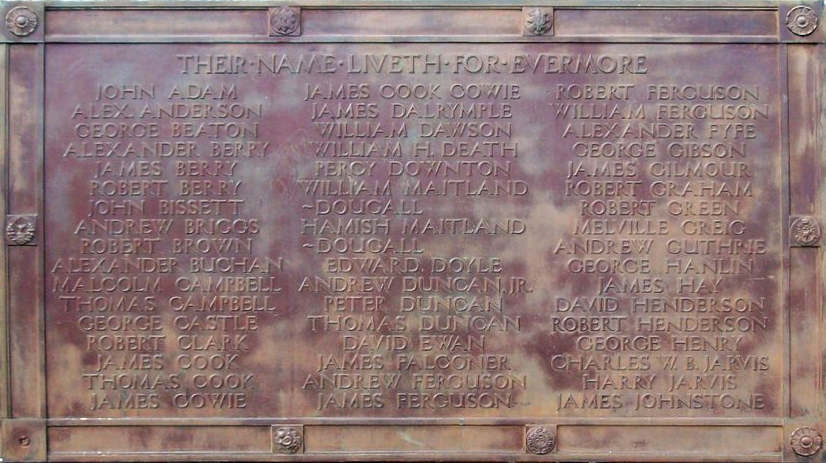 THEIR·NAME·LIVETH·FOR·EVERMORE
JOHN ADAM
ALEX. ANDERSON
GEORGE BEATON
ALEXANDER BERRY
JAMES BERRY
ROBERT BERRY
JOHN BISSETT
ANDREW BRIGGS
ROBERT BROWN
ALEXANDER BUCHAN
MALCOLM CAMPBELL
THOMAS CAMPBELL
GEORGE CASTLE
ROBERT CLARK
JAMES COOK
THOMAS COOK
JAMES COWIE
JAMES COOK COWIE
JAMES DALRYMPLE
WILLIAM DAWSON
WILLIAM H. DEATH
PERCY DOWNTON
WILLIAM MAITLAND
~DOUGALL
HAMISH MAITLAND
~DOUGALL
EDWARD DOYLE
ANDREW DUNCAN, JR.
PETER DUNCAN
THOMAS DUNCAN
DAVID EWAN
JAMES FALCONER
ANDREW FERGUSON
JAMES FERGUSON
ROBERT FERGUSON
WILLIAM FERGUSON
ALEXANDER FYFE
GEORGE GIBSON
JAMES GILMOUR
ROBERT GRAHAM
ROBERT GREEN
MELVILLE GREIG
ANDREW GUTHRIE
GEORGE HANLIN
JAMES HAY
DAVID HENDERSON
ROBERT HENDERSON
GEORGE HENRY
CHARLES W. B. JARVIS
HARRY JARVIS
JAMES JOHNSTONE